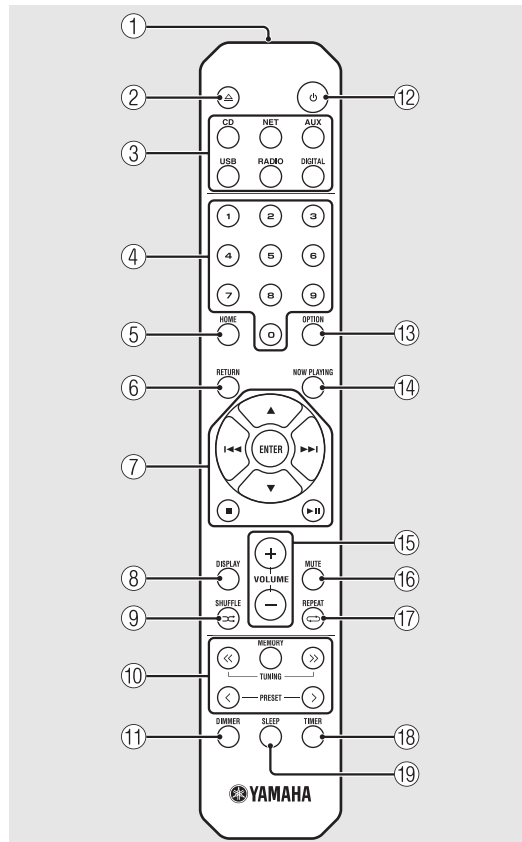 ①
② ⑫
CD NET AUX
③
USB RADIO DIGITAL
1 2 3
④ 4 5 6
7 8 9
⑤ HOME 0 OPTION ⑬
⑥ RETURN NOW PLAYING ⑭
⑦ ENTER
⑮
⑧ DISPLAY + MUTE ⑯
VOLUME
⑨ SHUFFLE − REPEAT ⑰
MEMORY
⑩ TUNING
PRESET
⑪ DIMMER SLEEP TIMER ⑱
⑲
YAMAHA